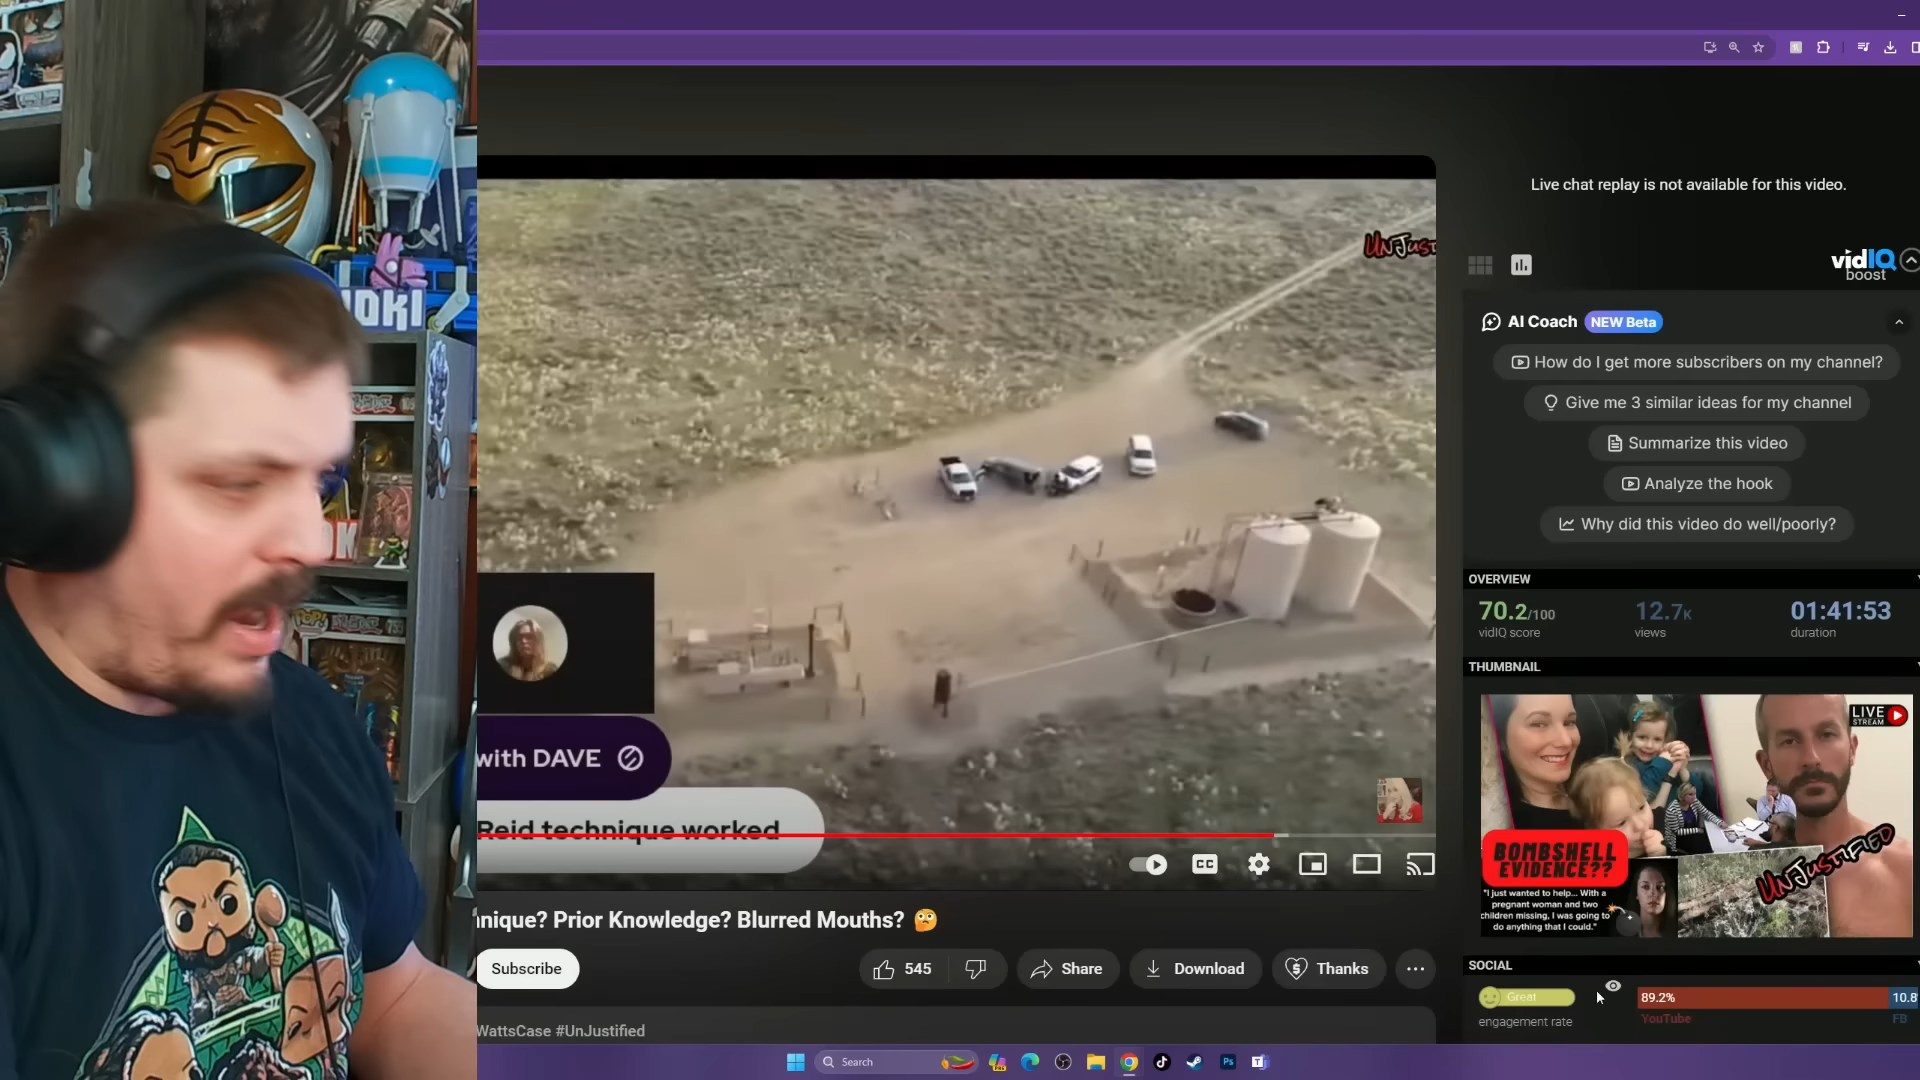 Live chat replay is not available for this video.
UNJUST
vidIQ
boost
AI Coach NEW Beta
How do I get more subscribers on my channel?
Give me 3 similar ideas for my channel
Summarize this video
Analyze the hook
Why did this video do well/poorly?
OVERVIEW
70.2/100 12.7K 01:41:53
vidIQ score views duration
THUMBNAIL
LIVE
STREAM
BOMBSHELL
EVIDENCE??
UNJUSTIFIED
"I just wanted to help... With a
pregnant woman and two
children missing, I was going to
do anything that I could."
with DAVE
Reid technique worked
CC
nique? Prior Knowledge? Blurred Mouths? 🤔
Subscribe 545 Share Download Thanks
WattsCase #UnJustified
SOCIAL
Great 89.2% 10.8
engagement rate YouTube FB
Search
Ps
POP!